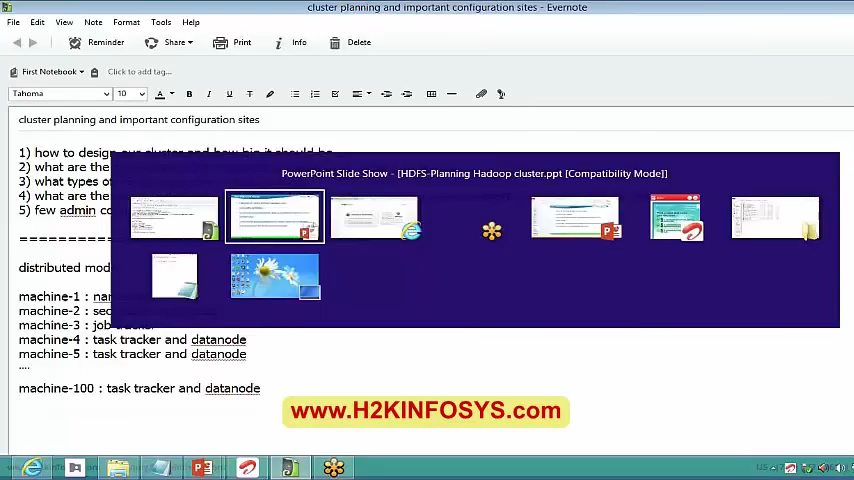 cluster planning and important configuration sites - Evernote
File Edit View Note Format Tools Help
Reminder Share Print Info Delete
First Notebook Click to add tag...
Tahoma 10 A B I U T
cluster planning and important configuration sites
1) how to design our cluster and how big it should be
2) what are the
3) what types of
4) what are the
5) few admin co
PowerPoint Slide Show - [HDFS-Planning Hadoop cluster.ppt [Compatibility Mode]]
distributed mod
machine-1 : nar
machine-2 : sec
machine-3 : job tracker
machine-4 : task tracker and datanode
machine-5 : task tracker and datanode
....
machine-100 : task tracker and datanode
www.H2KINFOSYS.com
US